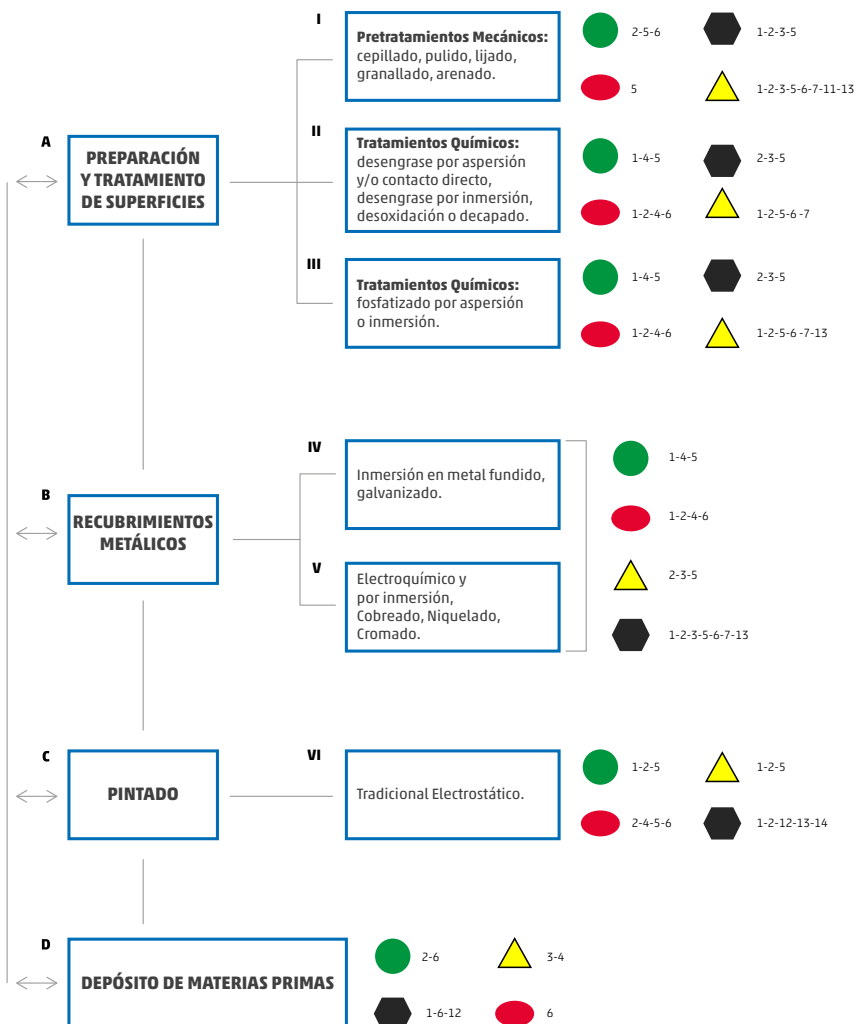 I
Pretratamientos Mecánicos:
cepillado, pulido, lijado,
granallado, arenado.
2-5-6
1-2-3-5
5
1-2-3-5-6-7-11-13
A
PREPARACIÓN
Y TRATAMIENTO
DE SUPERFICIES
II
Tratamientos Químicos:
desengrase por aspersión
y/o contacto directo,
desengrase por inmersión,
desoxidación o decapado.
1-4-5
2-3-5
1-2-4-6
1-2-5-6 -7
III
Tratamientos Químicos:
fosfatizado por aspersión
o inmersión.
1-4-5
2-3-5
1-2-4-6
1-2-5-6 -7-13
B
RECUBRIMIENTOS
METÁLICOS
IV
Inmersión en metal fundido,
galvanizado.
V
Electroquímico y
por inmersión,
Cobreado, Niquelado,
Cromado.
1-4-5
1-2-4-6
2-3-5
1-2-3-5-6-7-13
C
PINTADO
VI
Tradicional Electrostático.
1-2-5
1-2-5
2-4-5-6
1-2-12-13-14
D
DEPÓSITO DE MATERIAS PRIMAS
2-6
3-4
1-6-12
6